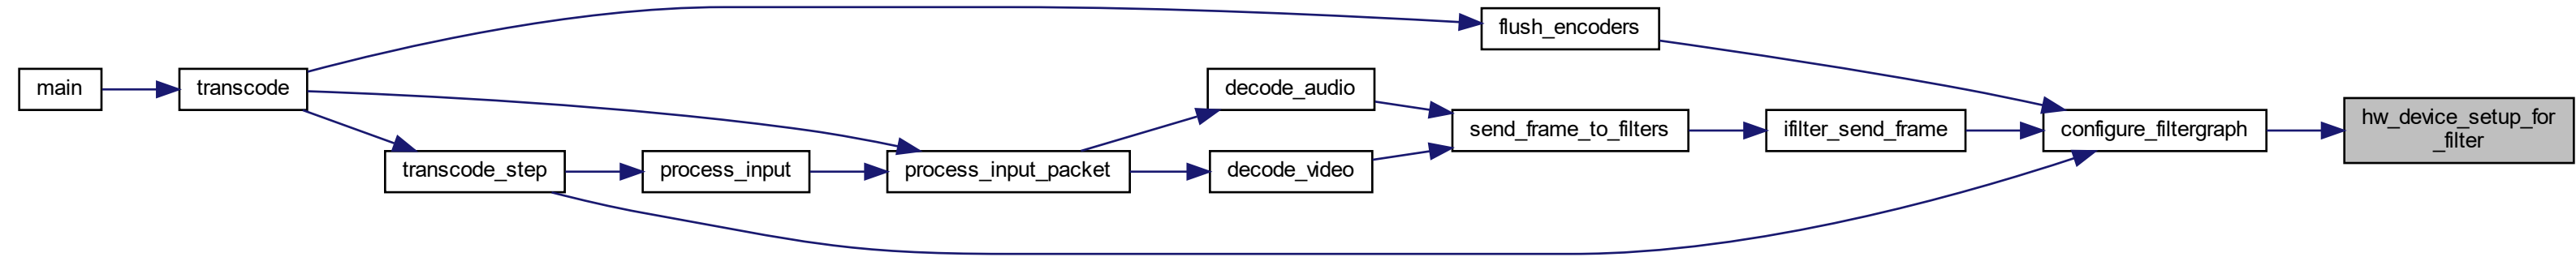 flush_encoders
main
transcode
decode_audio
send_frame_to_filters
ifilter_send_frame
configure_filtergraph
hw_device_setup_for
_filter
transcode_step
process_input
process_input_packet
decode_video